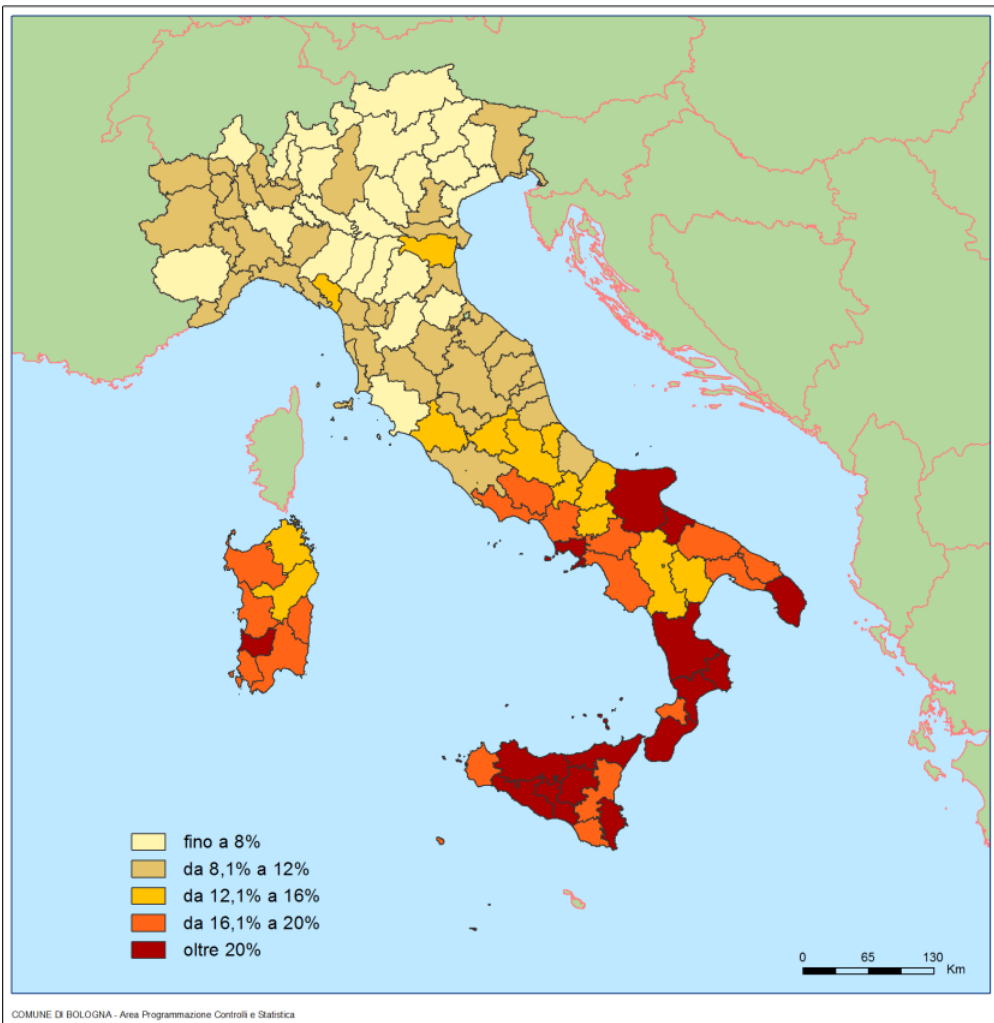 fino a 8%
da 8,1% a 12%
da 12,1% a 16%
da 16,1% a 20%
oltre 20%
0 65 130
Km
COMUNE DI BOLOGNA - Area Programmazione Controlli e Statistica